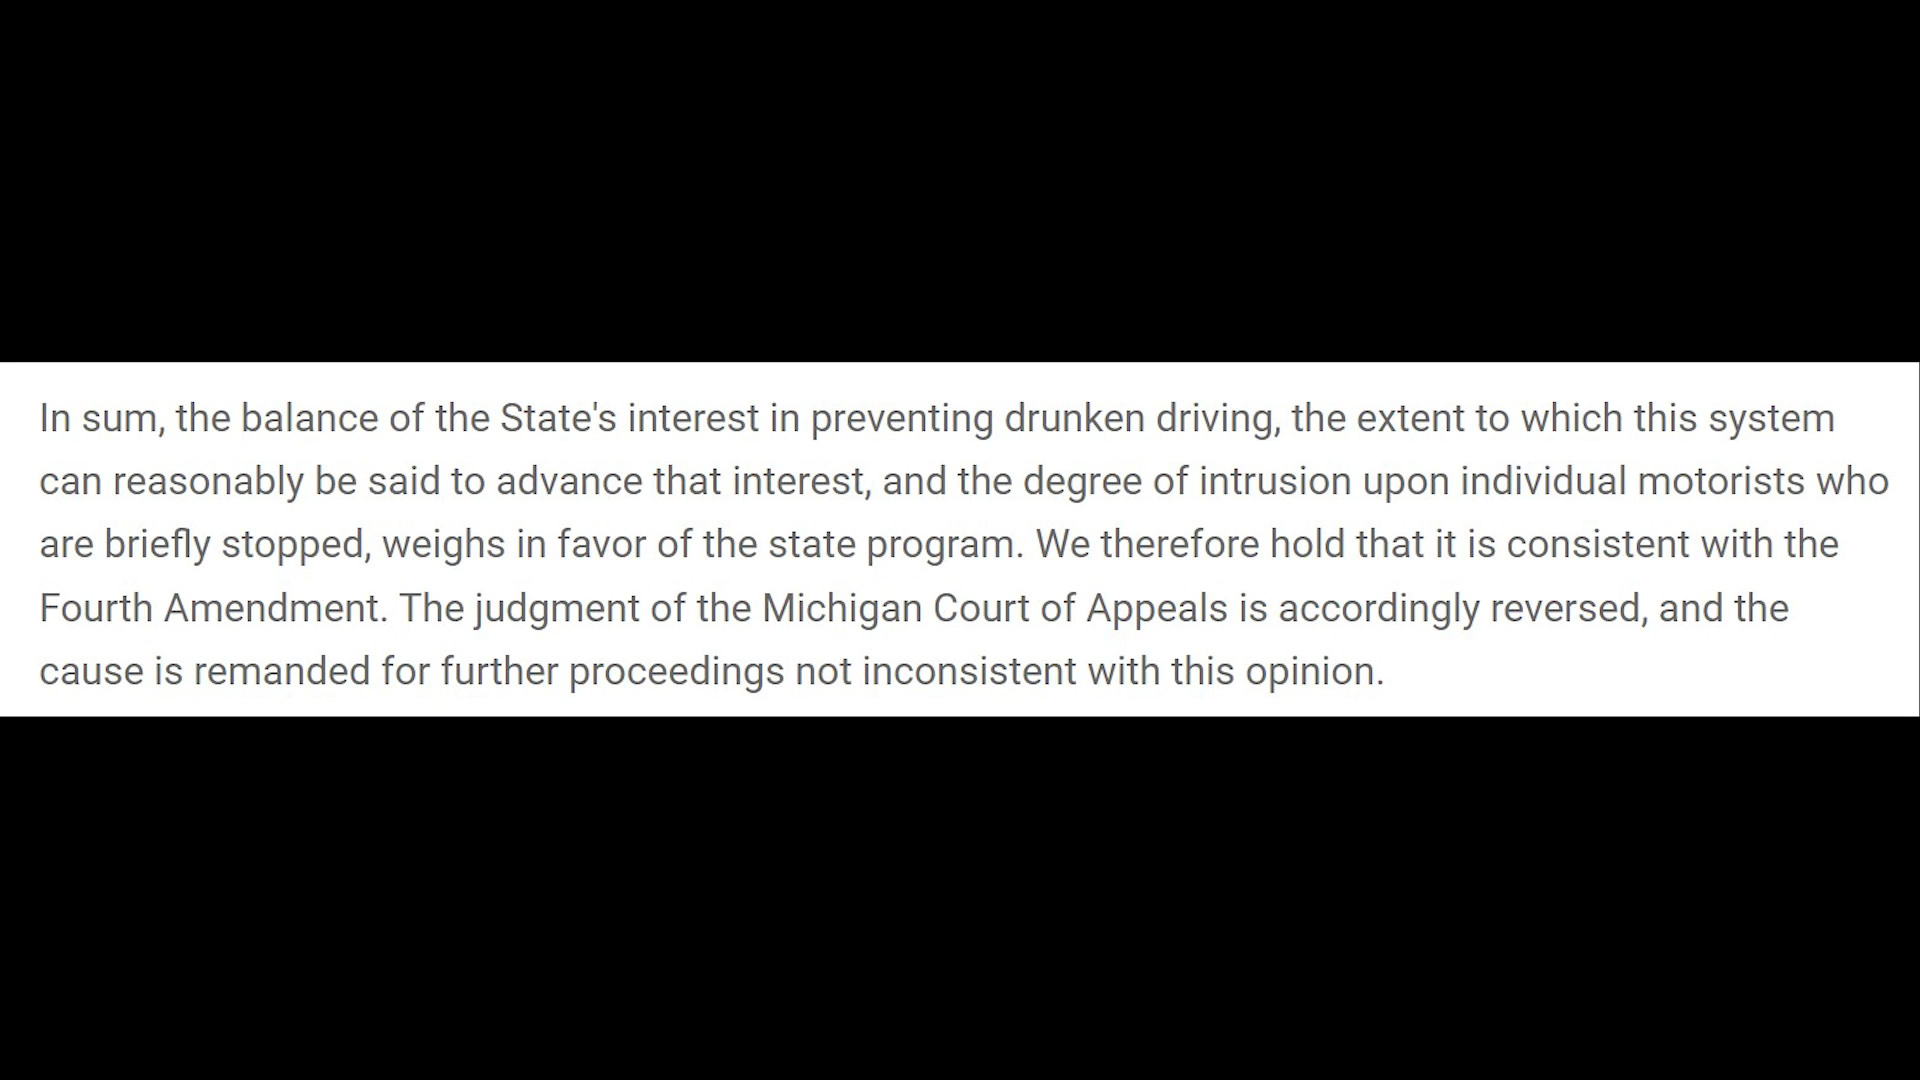 In sum, the balance of the State's interest in preventing drunken driving, the extent to which this system
can reasonably be said to advance that interest, and the degree of intrusion upon individual motorists who
are briefly stopped, weighs in favor of the state program. We therefore hold that it is consistent with the
Fourth Amendment. The judgment of the Michigan Court of Appeals is accordingly reversed, and the
cause is remanded for further proceedings not inconsistent with this opinion.